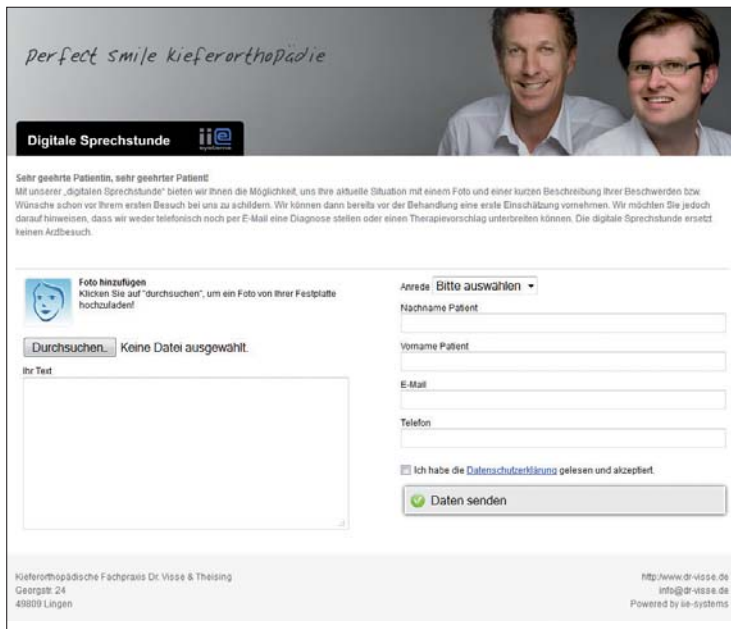 perfect smile kieferorthopädie
Digitale Sprechstunde
iie
systems
Sehr geehrte Patientin, sehr geehrter Patient!
Mit unserer „digitalen Sprechstunde" bieten wir Ihnen die Möglichkeit, uns Ihre aktuelle Situation mit einem Foto und einer kurzen Beschreibung Ihrer Beschwerden bzw.
Wünsche schon vor Ihrem ersten Besuch bei uns zu schildern. Wir können dann bereits vor der Behandlung eine erste Einschätzung vornehmen. Wir möchten Sie jedoch
darauf hinweisen, dass wir weder telefonisch noch per E-Mail eine Diagnose stellen oder einen Therapievorschlag unterbreiten können. Die digitale Sprechstunde ersetzt
keinen Arztbesuch.
Foto hinzufügen
Klicken Sie auf "durchsuchen", um ein Foto von Ihrer Festplatte
hochzuladen!
Durchsuchen.. Keine Datei ausgewählt.
Ihr Text
Anrede Bitte auswählen
Nachname Patient
Vorname Patient
E-Mail
Telefon
Ich habe die Datenschutzerklärung gelesen und akzeptiert.
Daten senden
Kieferorthopädische Fachpraxis Dr. Visse & Theising
Georgstr. 24
49809 Lingen
http:/www.dr-visse.de
info@dr-visse.de
Powered by iie-systems